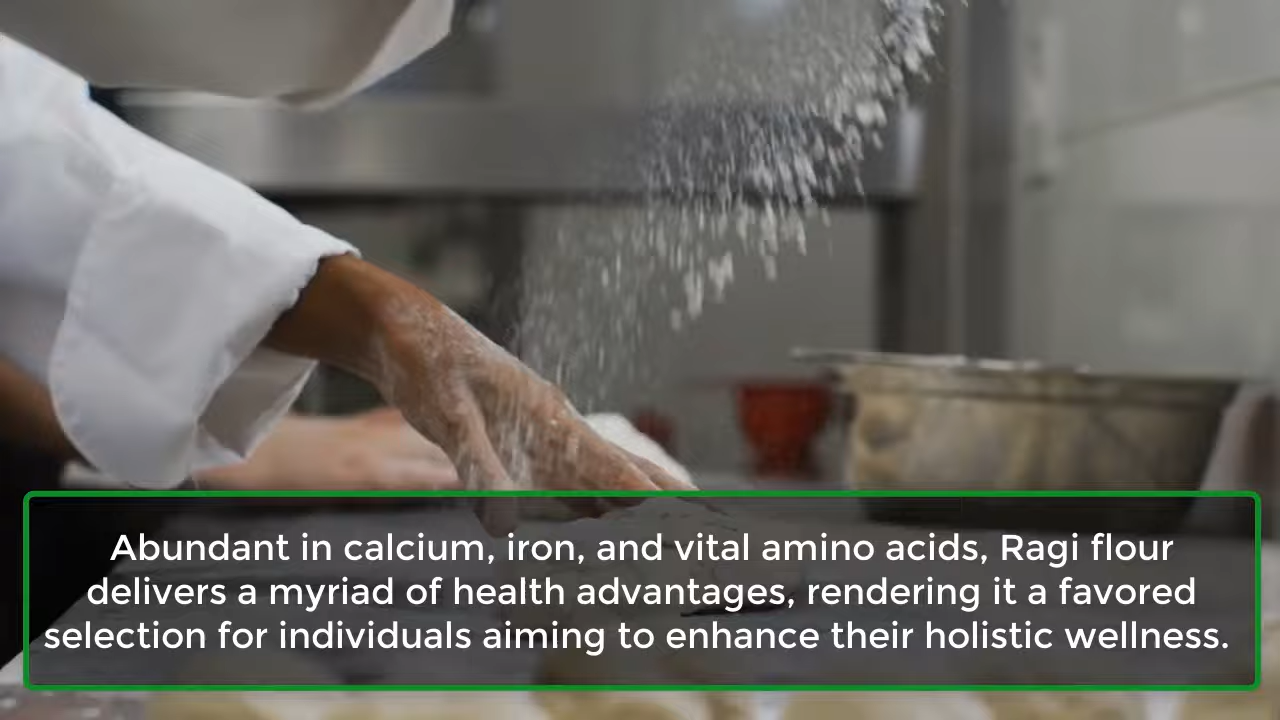 Abundant in calcium, iron, and vital amino acids, Ragi flour
delivers a myriad of health advantages, rendering it a favored
selection for individuals aiming to enhance their holistic wellness.